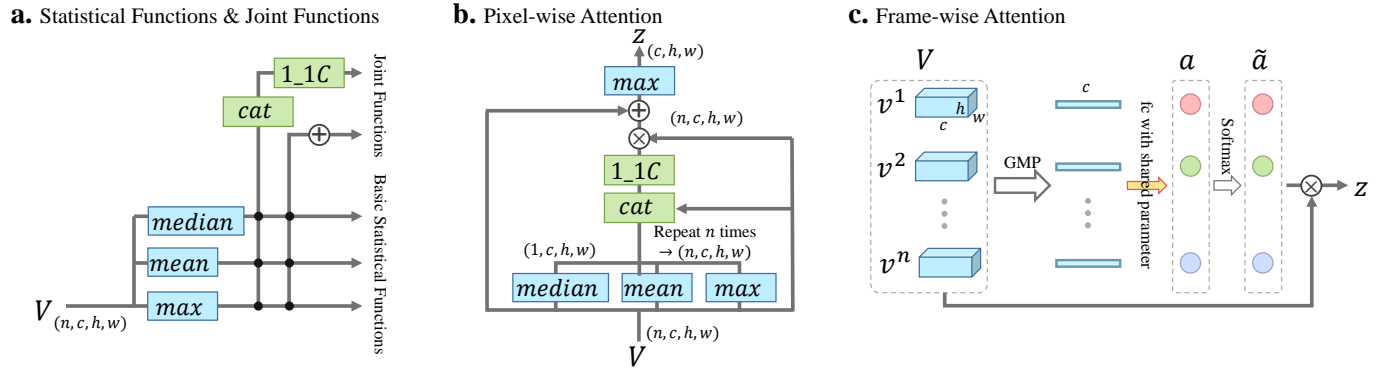 a. Statistical Functions & Joint Functions
1_1C
cat
median
mean
max
V (n, c, h, w)
Joint Functions
Basic Statistical Functions
b. Pixel-wise Attention
z (c, h, w)
max
(n, c, h, w)
1_1C
cat
Repeat n times
(1, c, h, w) → (n, c, h, w)
median
mean
max
(n, c, h, w)
V
c. Frame-wise Attention
V
a
ã
v¹
h
w
c
c
v²
GMP
vⁿ
fc with shared parameter
Softmax
z